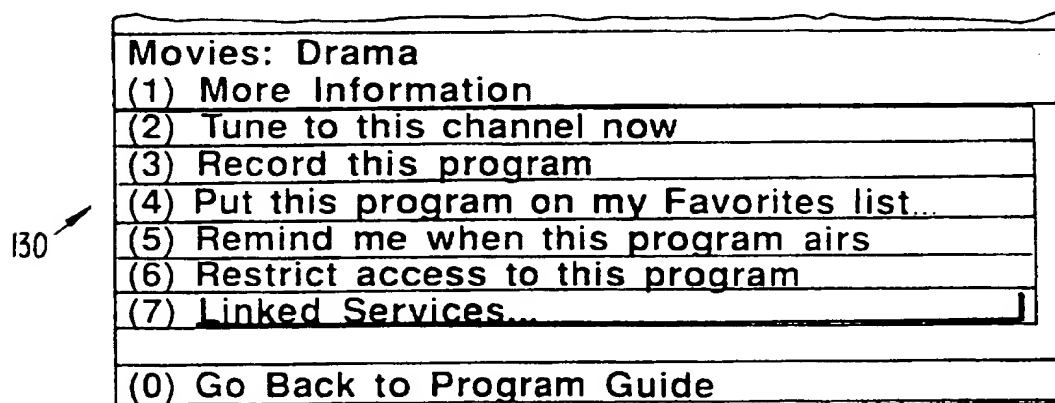 Movies: Drama
(1) More Information
(2) Tune to this channel now
(3) Record this program
(4) Put this program on my Favorites list...
(5) Remind me when this program airs
(6) Restrict access to this program
(7) Linked Services...
(0) Go Back to Program Guide
130